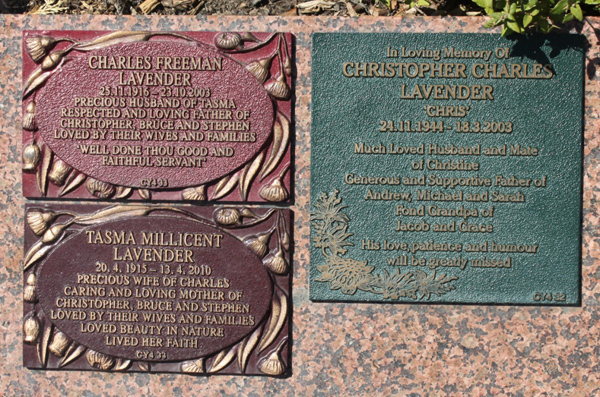 CHARLES FREEMAN
LAVENDER
25.11.1916 – 23.10.2003
PRECIOUS HUSBAND OF TASMA
RESPECTED AND LOVING FATHER OF
CHRISTOPHER, BRUCE AND STEPHEN
LOVED BY THEIR WIVES AND FAMILIES
"WELL DONE THOU GOOD AND
FAITHFUL SERVANT"
GY4 33
TASMA MILLICENT
LAVENDER
20. 4. 1915 – 13. 4. 2010
PRECIOUS WIFE OF CHARLES
CARING AND LOVING MOTHER OF
CHRISTOPHER, BRUCE AND STEPHEN
LOVED BY THEIR WIVES AND FAMILIES
LOVED BEAUTY IN NATURE
LIVED HER FAITH
GY4 33
In Loving Memory Of
CHRISTOPHER CHARLES
LAVENDER
'CHRIS'
24.11.1944 – 18.3.2003
Much Loved Husband and Mate
of Christine
Generous and Supportive Father of
Andrew, Michael and Sarah
Fond Grandpa of
Jacob and Grace
His love, patience and humour
will be greatly missed
GY4 32